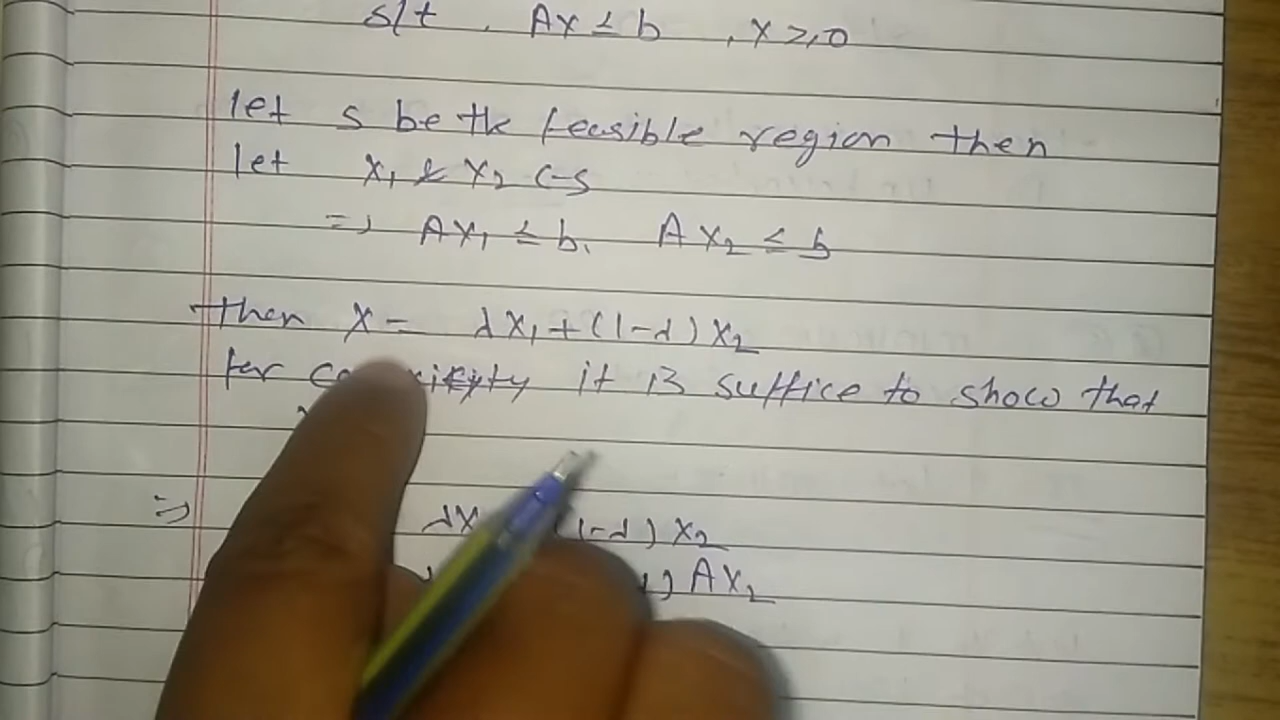 s/t , Ax ≤ b , x ≥ 0
let s be the feasible region then
let x₁ & x₂ ∈ S
=> Ax₁ ≤ b, Ax₂ ≤ b
then x = λx₁ + (1-λ) x₂
for it is suffice to show that
=> λx (1-λ) x₂
) Ax₂